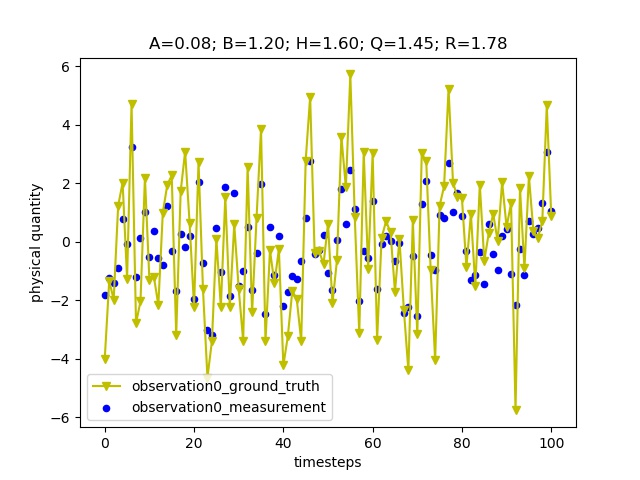 A=0.08; B=1.20; H=1.60; Q=1.45; R=1.78
6
4
2
0
−2
−4
−6
physical quantity
observation0_ground_truth
observation0_measurement
0 20 40 60 80 100
timesteps